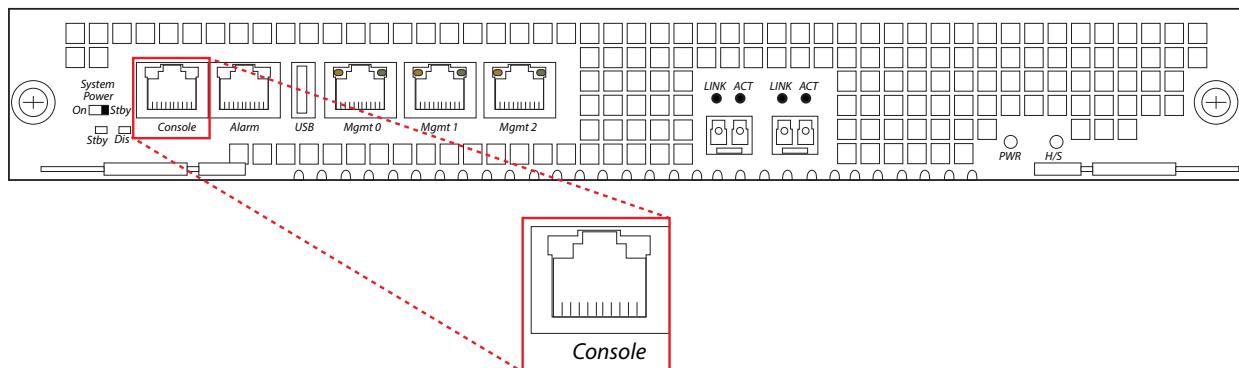 System
Power
On Stby
Stby Dis
Console
Alarm
USB
Mgmt 0
Mgmt 1
Mgmt 2
LINK ACT
LINK ACT
PWR
H/S
Console